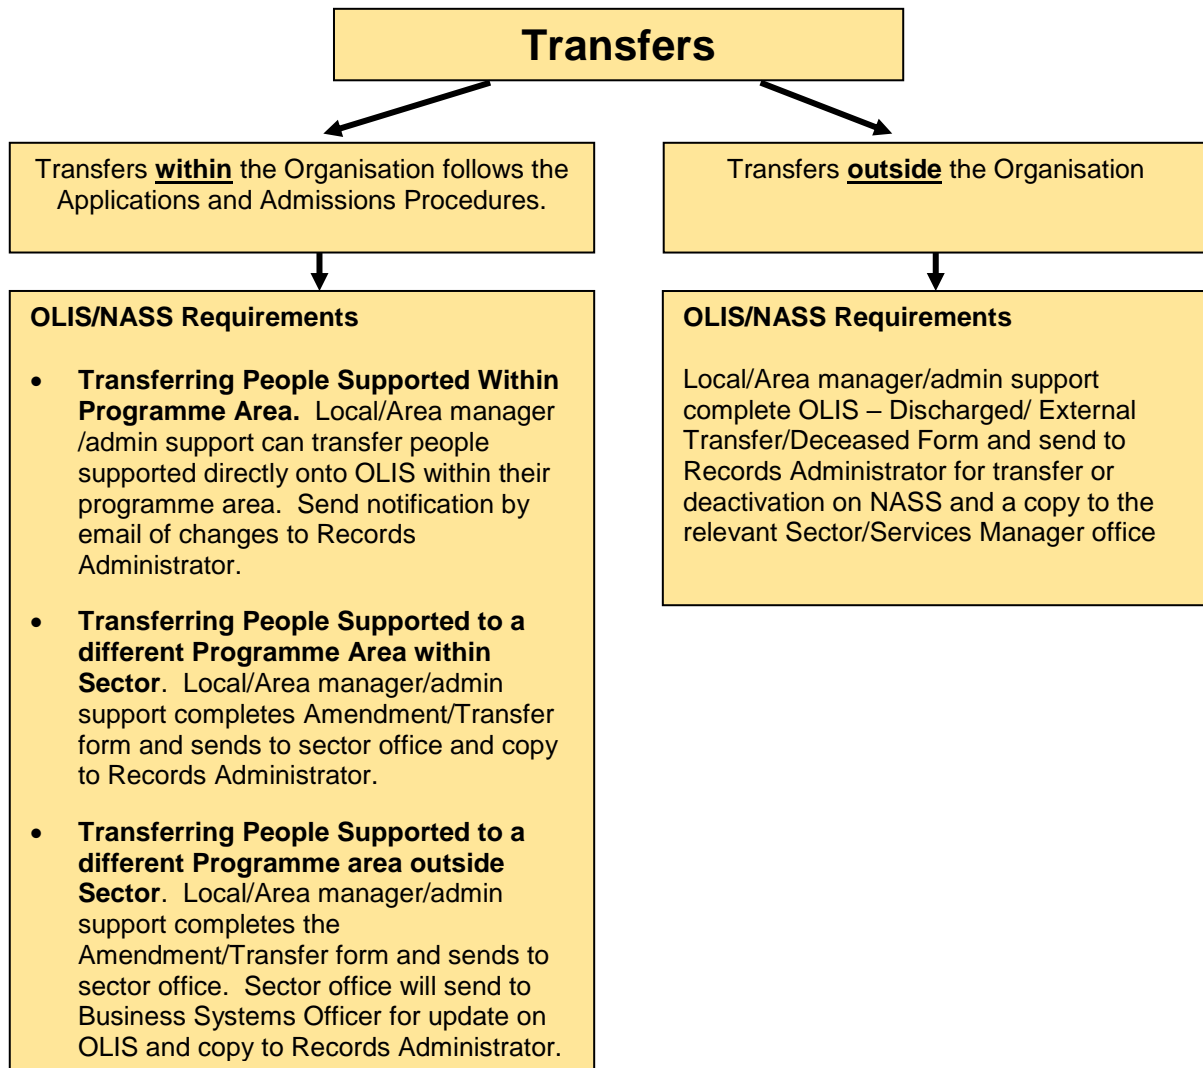 Transfers
Transfers within the Organisation follows the
Applications and Admissions Procedures.
Transfers outside the Organisation
OLIS/NASS Requirements
• Transferring People Supported Within
Programme Area. Local/Area manager
/admin support can transfer people
supported directly onto OLIS within their
programme area. Send notification by
email of changes to Records
Administrator.
• Transferring People Supported to a
different Programme Area within
Sector. Local/Area manager/admin
support completes Amendment/Transfer
form and sends to sector office and copy
to Records Administrator.
• Transferring People Supported to a
different Programme area outside
Sector. Local/Area manager/admin
support completes the
Amendment/Transfer form and sends to
sector office. Sector office will send to
Business Systems Officer for update on
OLIS and copy to Records Administrator.
OLIS/NASS Requirements
Local/Area manager/admin support
complete OLIS – Discharged/ External
Transfer/Deceased Form and send to
Records Administrator for transfer or
deactivation on NASS and a copy to the
relevant Sector/Services Manager office